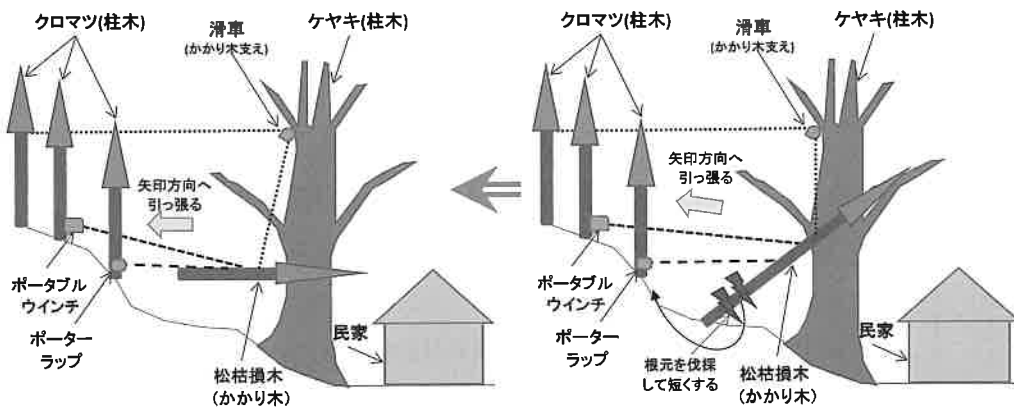 クロマツ(柱木)
滑車
(かかり木支え)
ケヤキ(柱木)
矢印方向へ
引っ張る
ポータブル
ウインチ
ポーター
ラップ
松枯損木
(かかり木)
民家
クロマツ(柱木)
滑車
(かかり木支え)
ケヤキ(柱木)
矢印方向へ
引っ張る
ポータブル
ウインチ
ポーター
ラップ
根元を伐採
して短くする
松枯損木
(かかり木)
民家